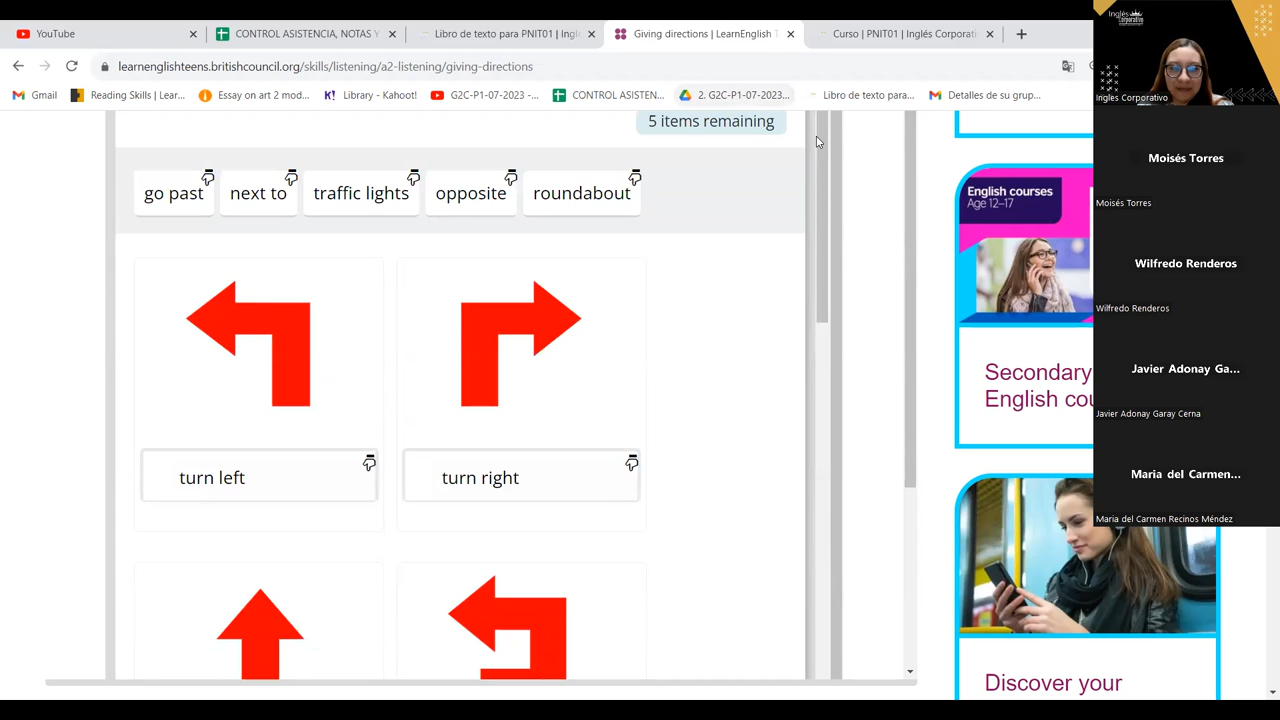 YouTube
CONTROL ASISTENCIA, NOTAS Y
Libro de texto para PNIT01 | Inglé
Giving directions | LearnEnglish T
Curso | PNIT01 | Inglés Corporati
learnenglishteens.britishcouncil.org/skills/listening/a2-listening/giving-directions
Gmail
Reading Skills | Lear...
Essay on art 2 mod...
Library - Kahoo
G2C-P1-07-2023 -...
CONTROL ASISTEN...
2. G2C-P1-07-2023...
Libro de texto para...
Detalles de su gru...
5 items remaining
go past
next to
traffic lights
opposite
roundabout
turn left
turn right
English courses
Age 12–17
Secondary
English cou
Discover your
Inglés
Corporativo
Ingles Corporativo
Moisés Torres
Moisés Torres
Wilfredo Renderos
Wilfredo Renderos
Javier Adonay Ga...
Javier Adonay Garay Cerna
Maria del Carmen...
Maria del Carmen Recinos Méndez